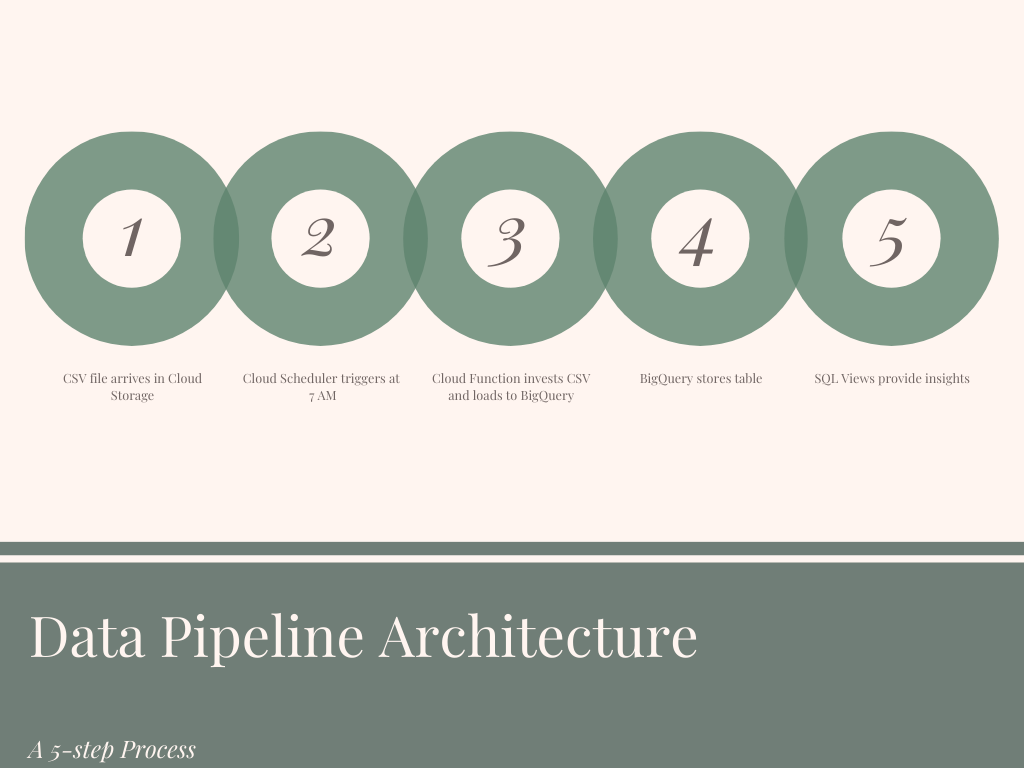 1
2
3
4
5
CSV file arrives in Cloud
Storage
Cloud Scheduler triggers at
7 AM
Cloud Function invests CSV
and loads to BigQuery
BigQuery stores table
SQL Views provide insights
Data Pipeline Architecture
A 5-step Process